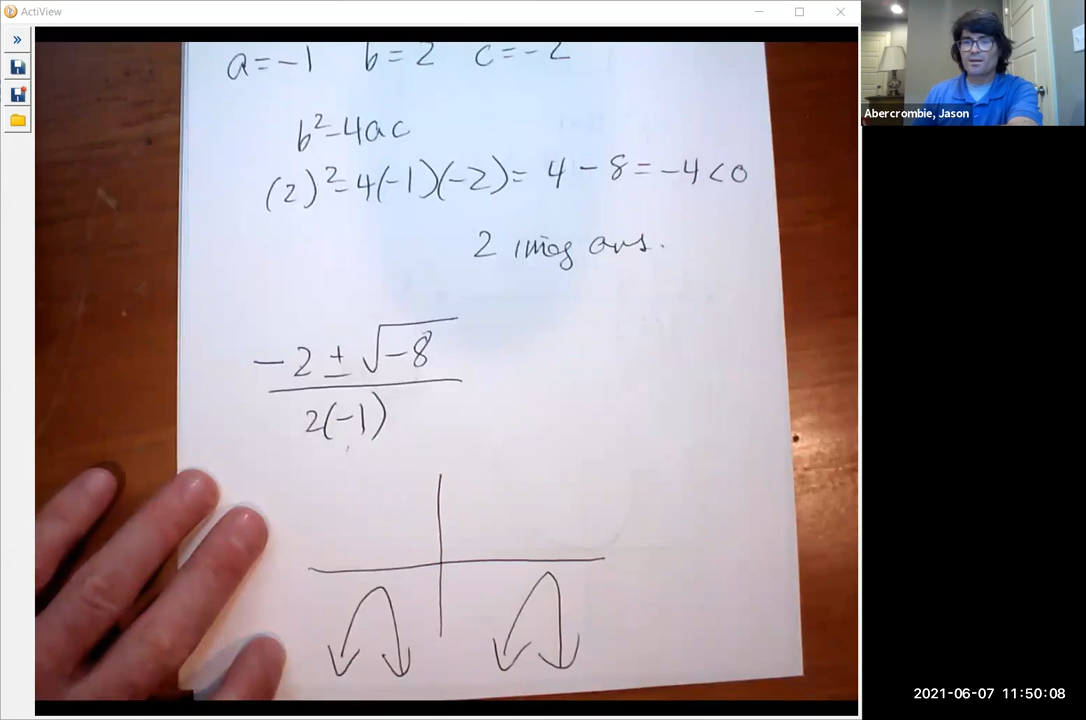 ActiView
a = -1 b = 2 c = -2
b² - 4ac
(2)² - 4(-1)(-2) = 4 - 8 = -4 < 0
2 imag ans.
-2 ± √-8
2(-1)
Abercrombie, Jason
2021-06-07 11:50:08